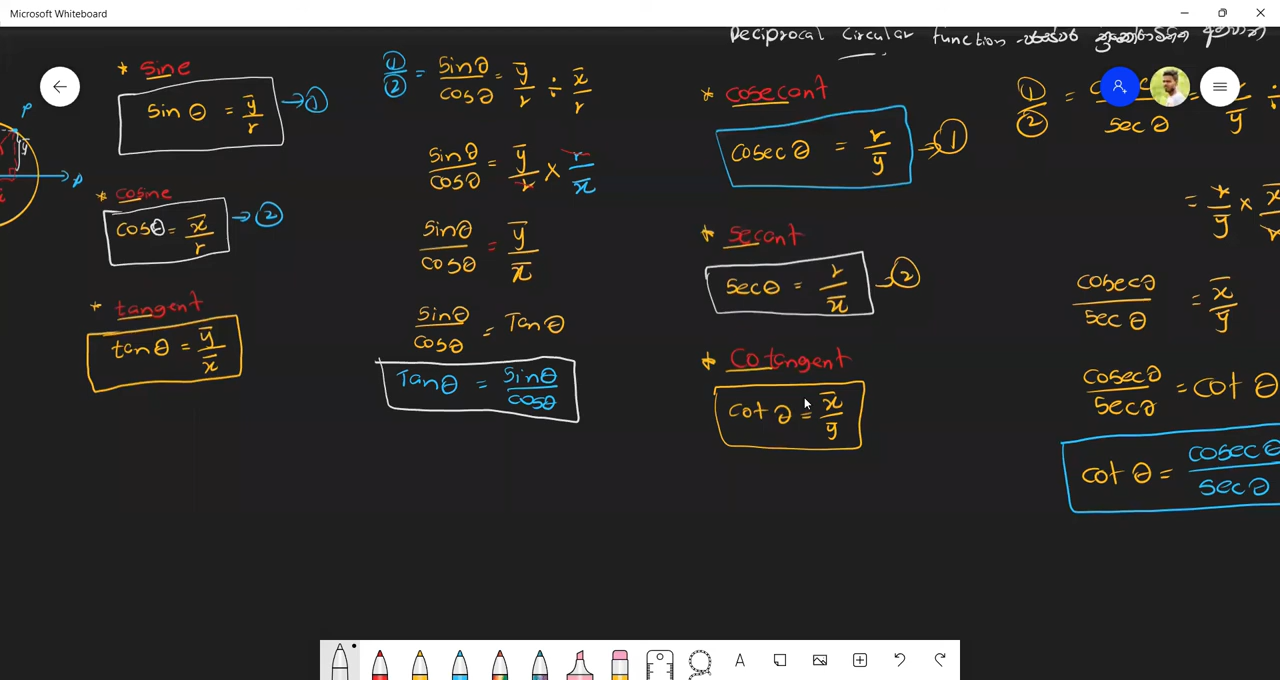 Microsoft Whiteboard
Reciprocal Circular function
* sine
sin θ = y̅/r → ①
* cosine
cosθ = x̅/r → ②
* tangent
tan θ = y̅/x̅
P
y
①/② = sinθ/cosθ = y̅/r ÷ x̅/r
sinθ/cosθ = y̅/r × r/x̅
sinθ/cosθ = y̅/x̅
sinθ/cosθ = Tanθ
Tanθ = sinθ/cosθ
* cosecant
cosec θ = r/y̅ → ①
* secant
secθ = r/x̅ → ②
* Cotangent
cot θ = x̅/y̅
①/② = sec θ = y̅ ÷
= r/y̅ × x̅/r
cosecθ/sec θ = x̅/y̅
cosecθ/secθ = cot θ
cot θ = cosecθ/secθ
A